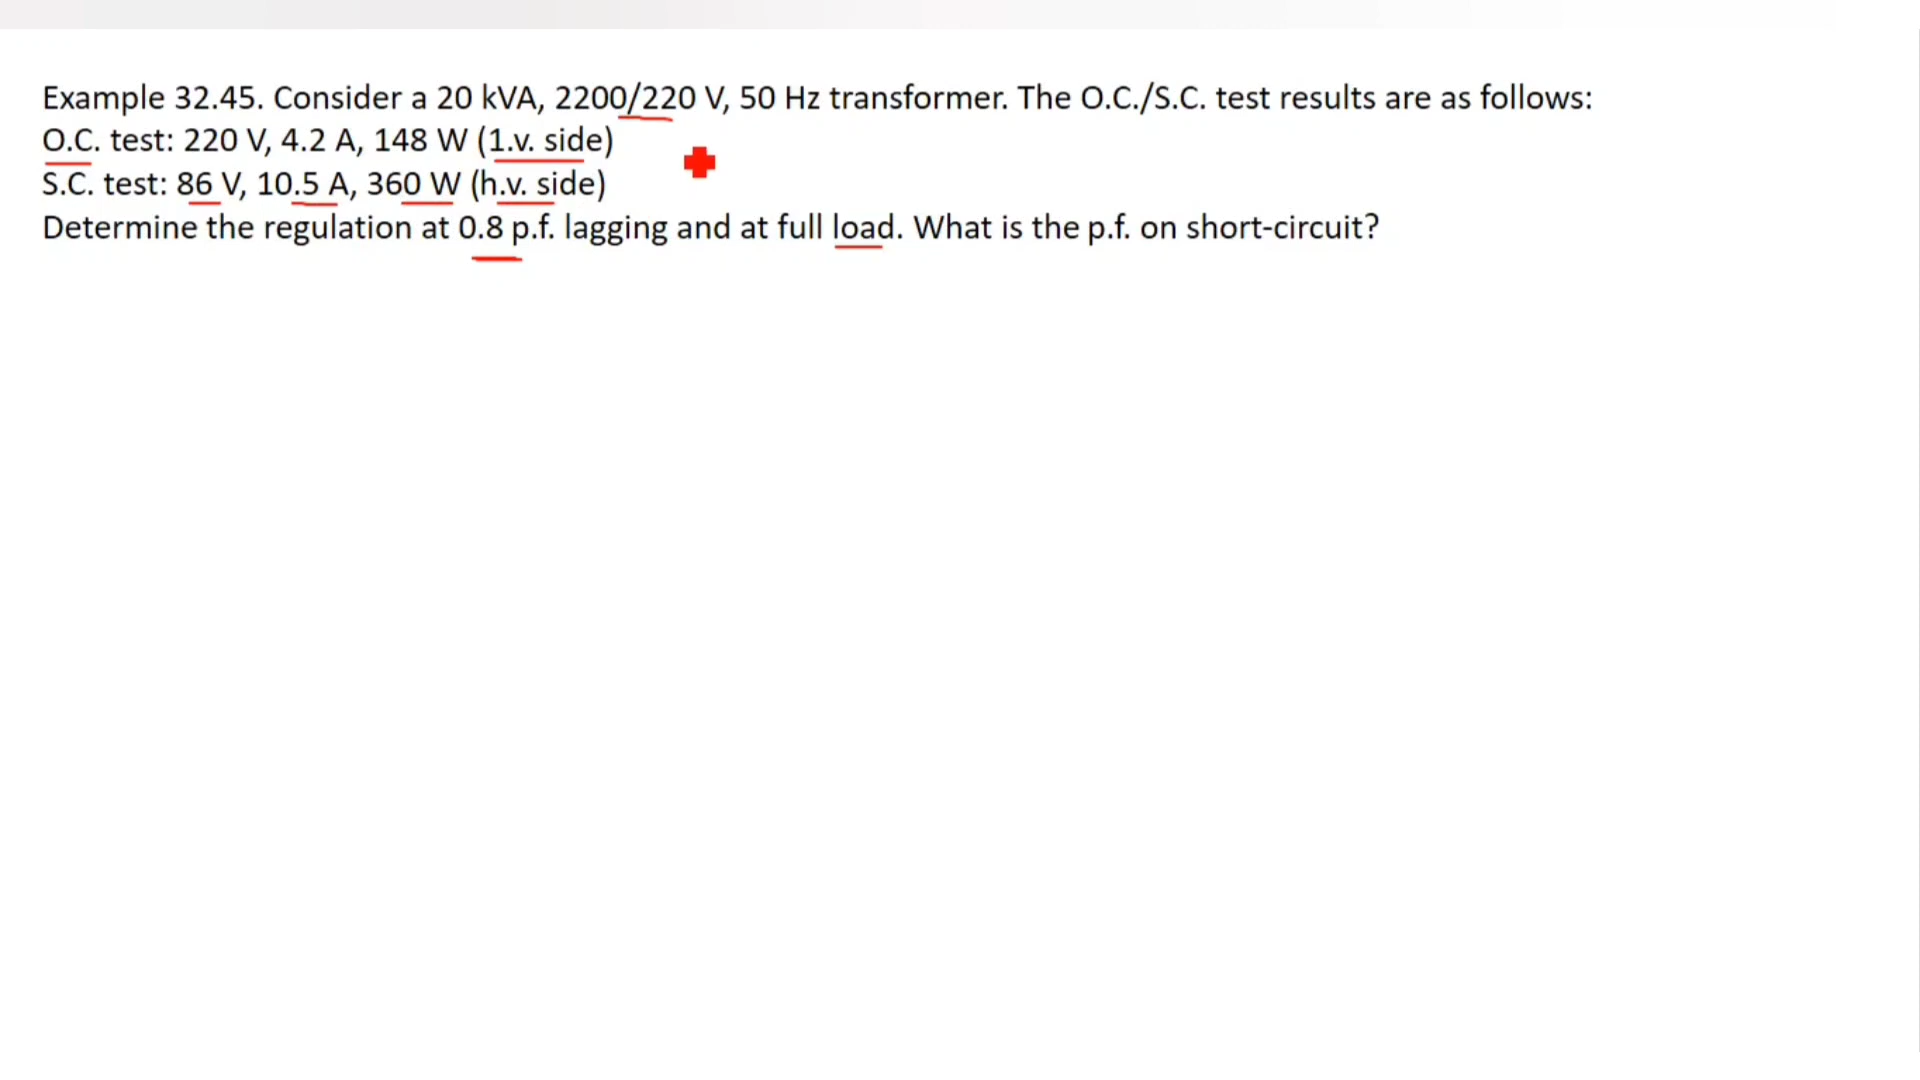 Example 32.45. Consider a 20 kVA, 2200/220 V, 50 Hz transformer. The O.C./S.C. test results are as follows:
O.C. test: 220 V, 4.2 A, 148 W (1.v. side)
S.C. test: 86 V, 10.5 A, 360 W (h.v. side)
Determine the regulation at 0.8 p.f. lagging and at full load. What is the p.f. on short-circuit?